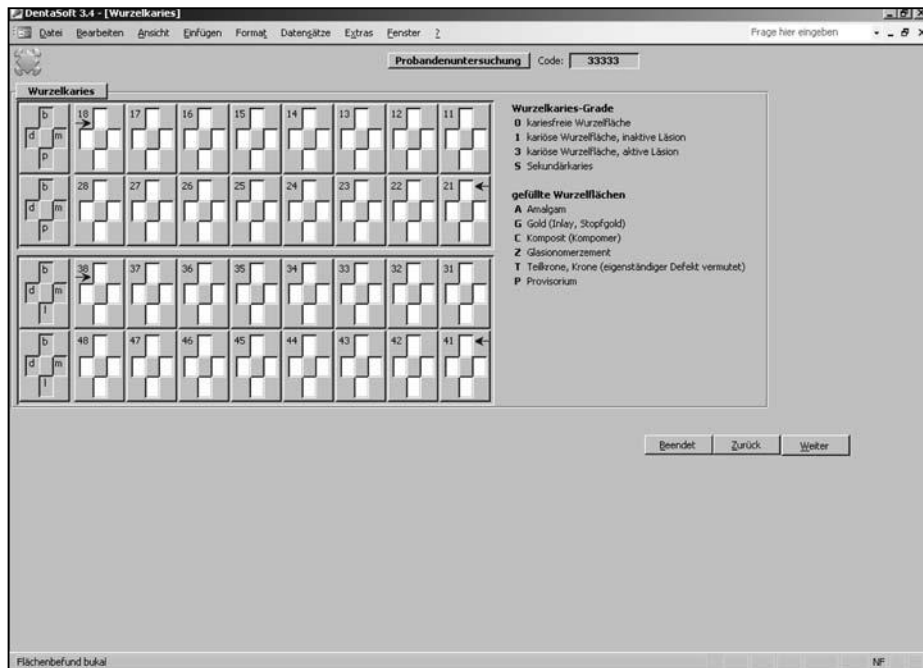 DentaSoft 3.4 - [Wurzelkaries]
Datei Bearbeiten Ansicht Einfügen Format Datensätze Extras Fenster ? Frage hier eingeben
Probandenuntersuchung Code: 33333
Wurzelkaries
b
d m
p
18 17 16 15 14 13 12 11
b
d m
p
28 27 26 25 24 23 22 21
b
d m
l
38 37 36 35 34 33 32 31
b
d m
l
48 47 46 45 44 43 42 41
Wurzelkaries-Grade
0 kariesfreie Wurzelfläche
1 kariöse Wurzelfläche, inaktive Läsion
3 kariöse Wurzelfläche, aktive Läsion
S Sekundärkaries
gefüllte Wurzelflächen
A Amalgam
G Gold (Inlay, Stopfgold)
C Komposit (Kompomer)
Z Glasionomerzement
T Teilkrone, Krone (eigenständiger Defekt vermutet)
P Provisorium
Beendet Zurück Weiter
Flächenbefund bukal NF